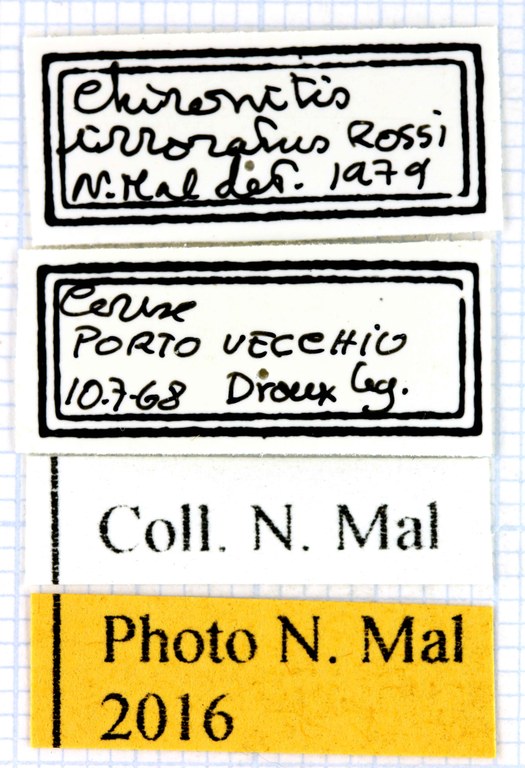 Chironitis
irroratus ROSSI
N. Mal det. 1979
Corse
PORTO VECCHIO
10.7-68 Droux leg.
Coll. N. Mal
Photo N. Mal
2016